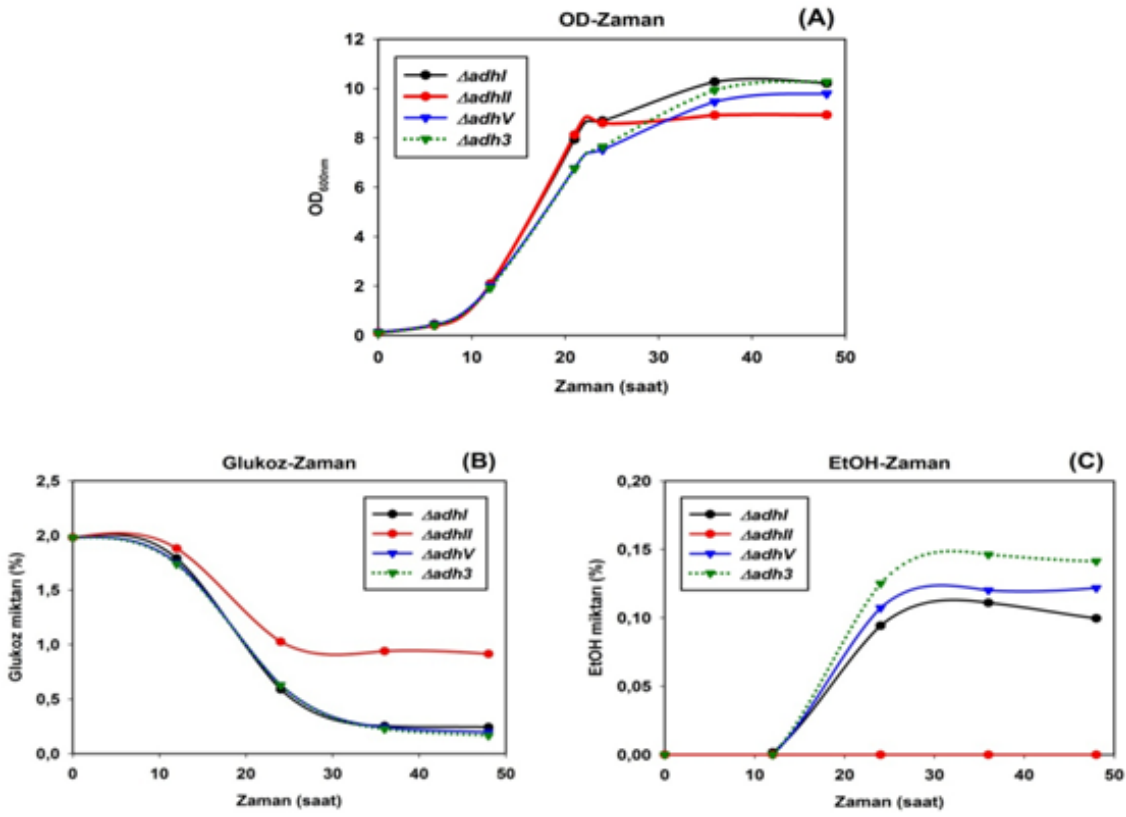 OD-Zaman
(A)
12
10
8
6
4
2
0
OD600nm
ΔadhI
ΔadhII
ΔadhV
Δadh3
0 10 20 30 40 50
Zaman (saat)
Glukoz-Zaman
(B)
2,5
2,0
1,5
1,0
0,5
0,0
Glukoz miktarı (%)
ΔadhI
ΔadhII
ΔadhV
Δadh3
0 10 20 30 40 50
Zaman (saat)
EtOH-Zaman
(C)
0,20
0,15
0,10
0,05
0,00
EtOH miktarı (%)
ΔadhI
ΔadhII
ΔadhV
Δadh3
0 10 20 30 40 50
Zaman (saat)